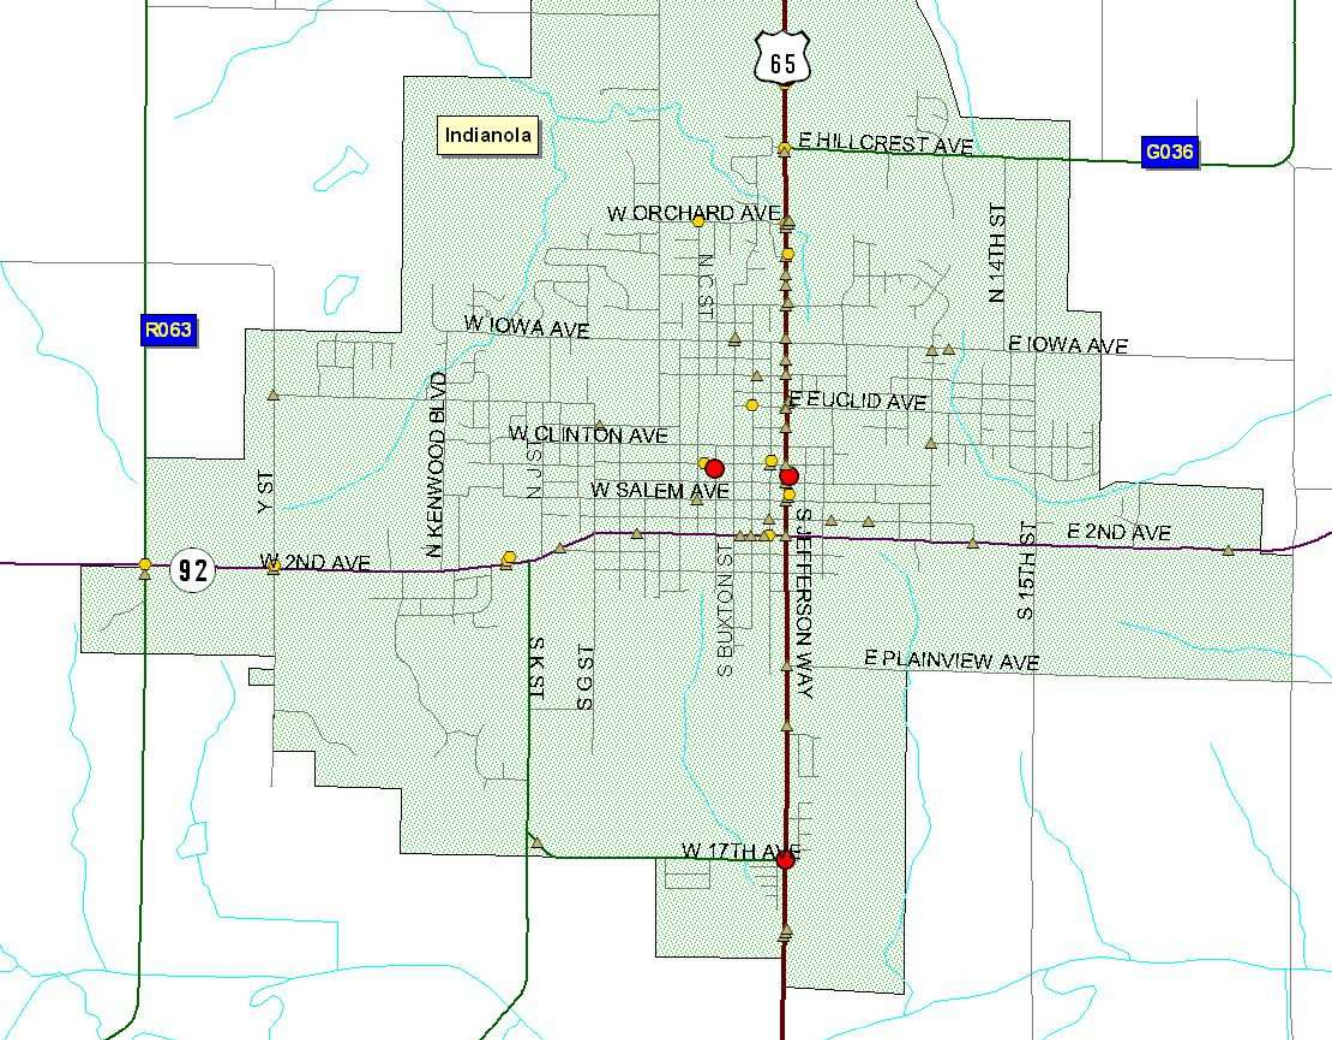 65
E HILLCREST AVE
Indianola
G036
W ORCHARD AVE
N 14TH ST
N C ST
R063
W IOWA AVE
E IOWA AVE
E EUCLID AVE
N KENWOOD BLVD
W CLINTON AVE
N J ST
W SALEM AVE
Y ST
E 2ND AVE
92
W 2ND AVE
S JEFFERSON WAY
S 15TH ST
S BUXTON ST
S K ST
S G ST
E PLAINVIEW AVE
W 17TH AVE